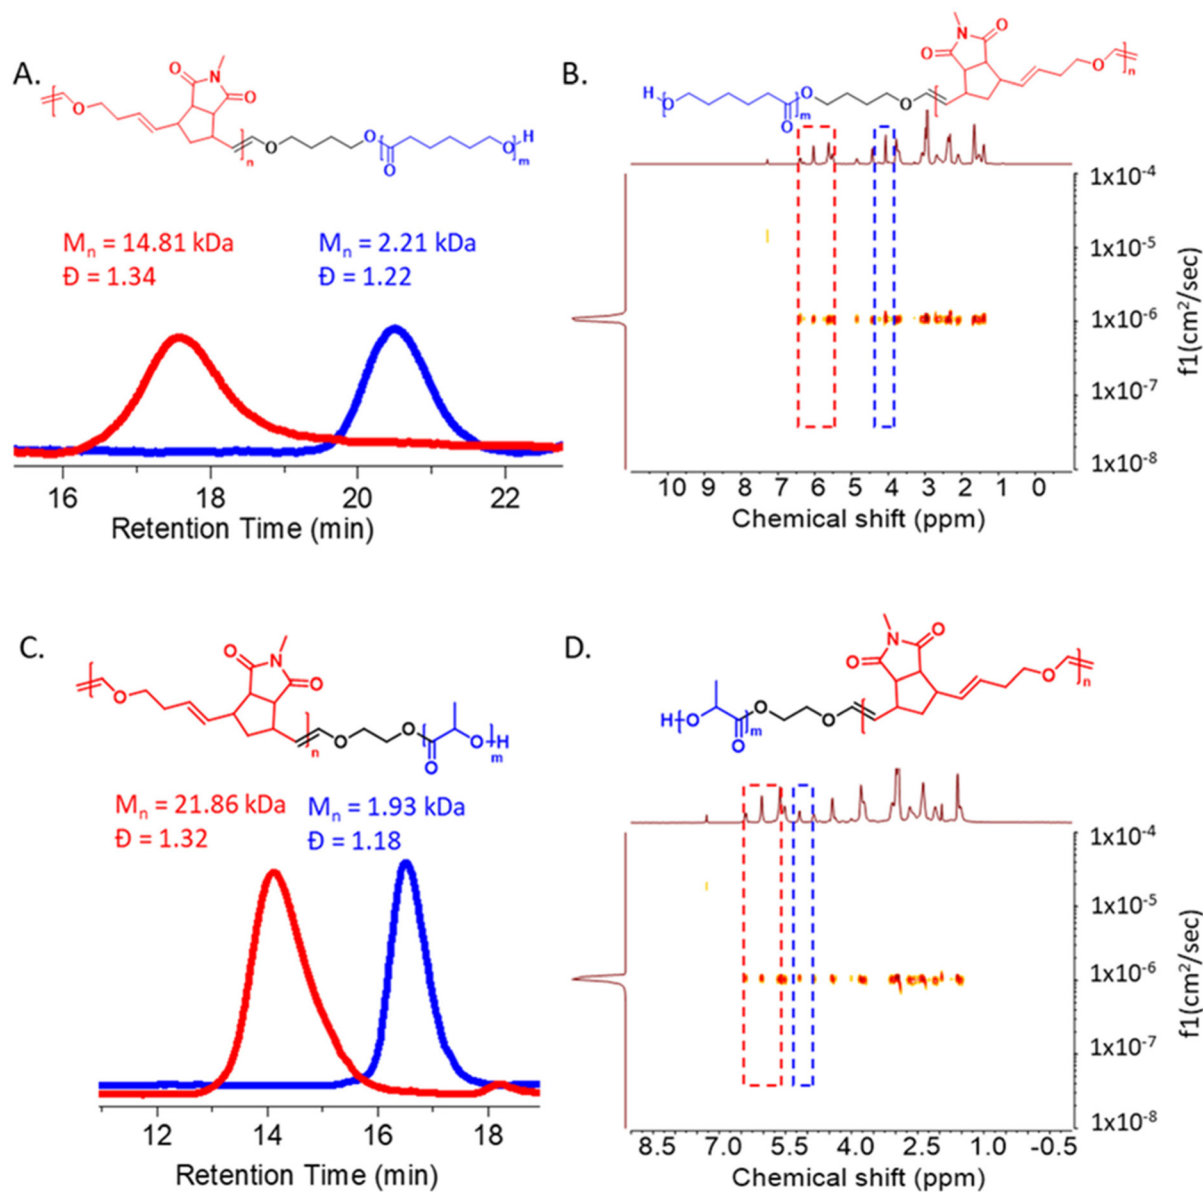 A.
O
N
O
O
n
O
O
O
O
H
m
Mn = 14.81 kDa
Đ = 1.34
Mn = 2.21 kDa
Đ = 1.22
16 18 20 22
Retention Time (min)
B.
H
O
O
m
O
O
N
O
O
O
n
1x10-4
1x10-5
1x10-6
1x10-7
1x10-8
f1(cm2/sec)
10 9 8 7 6 5 4 3 2 1 0
Chemical shift (ppm)
C.
O
N
O
O
n
O
O
O
O
H
m
Mn = 21.86 kDa
Đ = 1.32
Mn = 1.93 kDa
Đ = 1.18
12 14 16 18
Retention Time (min)
D.
H
O
O
m
O
O
N
O
O
O
n
1x10-4
1x10-5
1x10-6
1x10-7
1x10-8
f1(cm2/sec)
8.5 7.0 5.5 4.0 2.5 1.0 -0.5
Chemical shift (ppm)